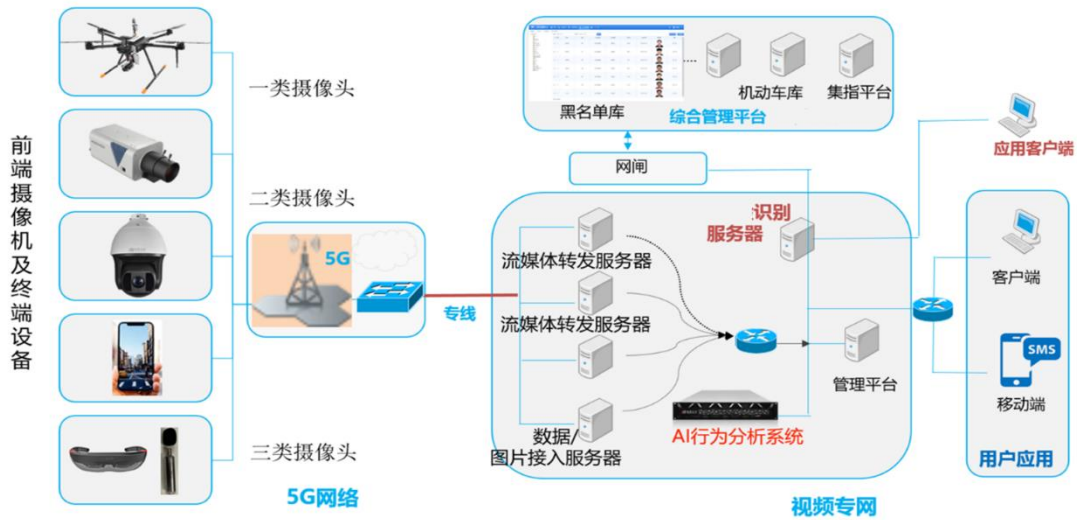 前端摄像机及终端设备
一类摄像头
二类摄像头
三类摄像头
5G
5G网络
专线
黑名单库
机动车库
集指平台
综合管理平台
网闸
识别
服务器
流媒体转发服务器
流媒体转发服务器
数据/
图片接入服务器
AI行为分析系统
管理平台
视频专网
应用客户端
客户端
SMS
移动端
用户应用